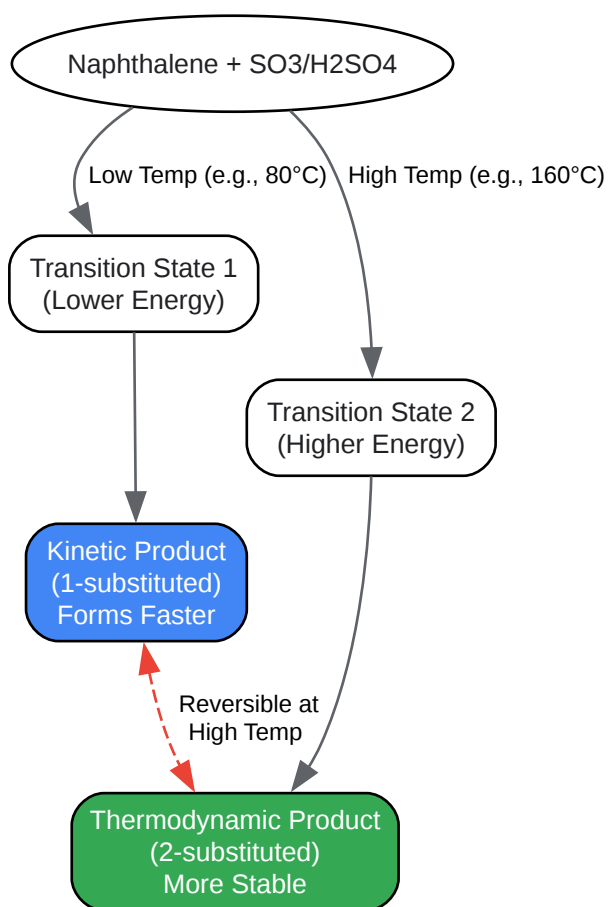 Naphthalene + SO3/H2SO4
Low Temp (e.g., 80°C)
High Temp (e.g., 160°C)
Transition State 1
(Lower Energy)
Transition State 2
(Higher Energy)
Kinetic Product
(1-substituted)
Forms Faster
Reversible at
High Temp
Thermodynamic Product
(2-substituted)
More Stable